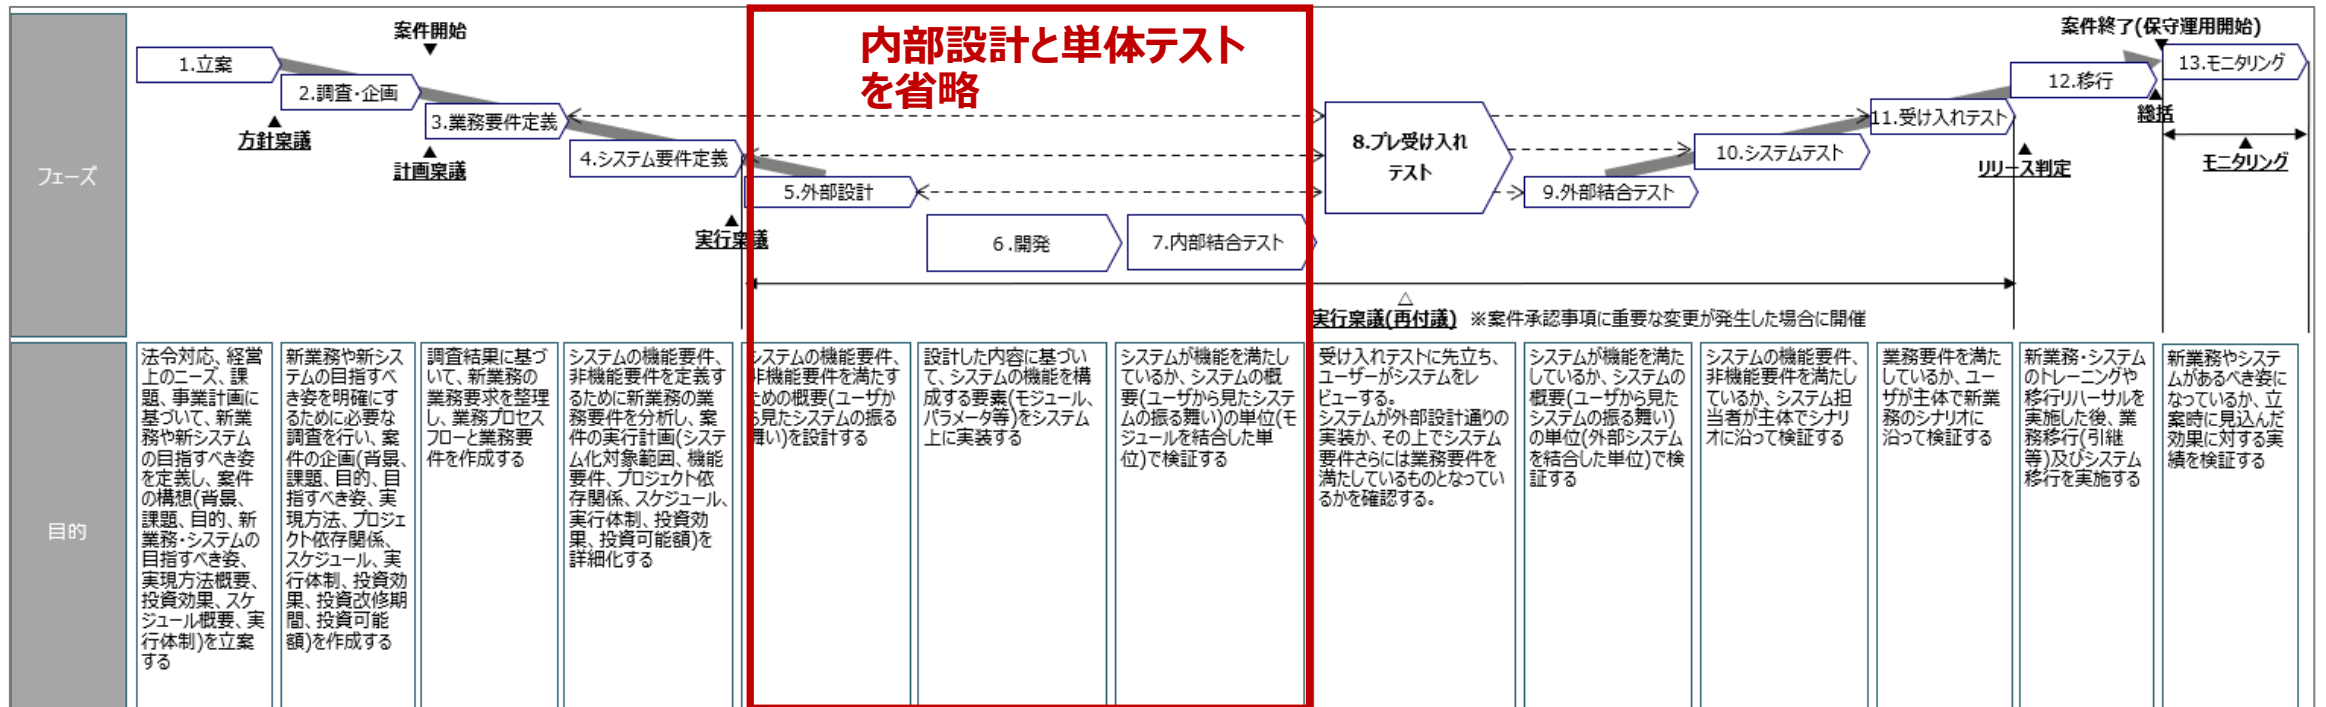 案件開始
案件終了(保守運用開始)
内部設計と単体テスト
を省略
フェーズ
1.立案
2.調査・企画
3.業務要件定義
4.システム要件定義
5.外部設計
6.開発
7.内部結合テスト
8.プレ受け入れ
テスト
9.外部結合テスト
10.システムテスト
11.受け入れテスト
12.移行
13.モニタリング
方針稟議
計画稟議
実行稟議
リリース判定
総括
モニタリング
実行稟議(再付議) ※案件承認事項に重要な変更が発生した場合に開催
目的
法令対応、経営
上のニーズ、課
題、事業計画に
基づいて、新業
務や新システム
の目指すべき姿
を定義し、案件
の構想(背景、
課題、目的、新
業務・システムの
目指すべき姿、
実現方法概要、
投資効果、スケ
ジュール概要、実
行体制)を立案
する
新業務や新シス
テムの目指すべ
き姿を明確にす
るために必要な
調査を行い、案
件の企画(背景、
課題、目的、目
指すべき姿、実
現方法、プロジェ
クト依存関係、
スケジュール、実
行体制、投資効
果、投資改修期
間、投資可能
額)を作成する
調査結果に基づ
いて、新業務の
業務要求を整理
し、業務プロセス
フローと業務要
件を作成する
システムの機能要件、
非機能要件を定義す
るために新業務の業
務要件を分析し、案
件の実行計画(システ
ム化対象範囲、機能
要件、プロジェクト依
存関係、スケジュール、
実行体制、投資効
果、投資可能額)を
詳細化する
システムの機能要件、
非機能要件を満たす
ための概要(ユーザか
ら見たシステムの振る
舞い)を設計する
設計した内容に基づい
て、システムの機能を構
成する要素(モジュール、
パラメータ等)をシステム
上に実装する
システムが機能を満たし
ているか、システムの概
要(ユーザから見たシステ
ムの振る舞い)の単位(モ
ジュールを結合した単
位)で検証する
受け入れテストに先立ち、
ユーザーがシステムをレ
ビューする。
システムが外部設計通りの
実装か、その上でシステム
要件さらには業務要件を
満たしているものとなってい
るかを確認する。
システムが機能を満た
しているか、システムの
概要(ユーザから見た
システムの振る舞い)
の単位(外部システム
を結合した単位)で検
証する
システムの機能要件、
非機能要件を満たし
ているか、システム担
当者が主体でシナリ
オに沿って検証する
業務要件を満た
しているか、ユー
ザが主体で新業
務のシナリオに
沿って検証する
新業務・システム
のトレーニングや
移行リハーサルを
実施した後、業
務移行(引継
等)及びシステム
移行を実施する
新業務やシステ
ムがあるべき姿に
なっているか、立
案時に見込んだ
効果に対する実
績を検証する